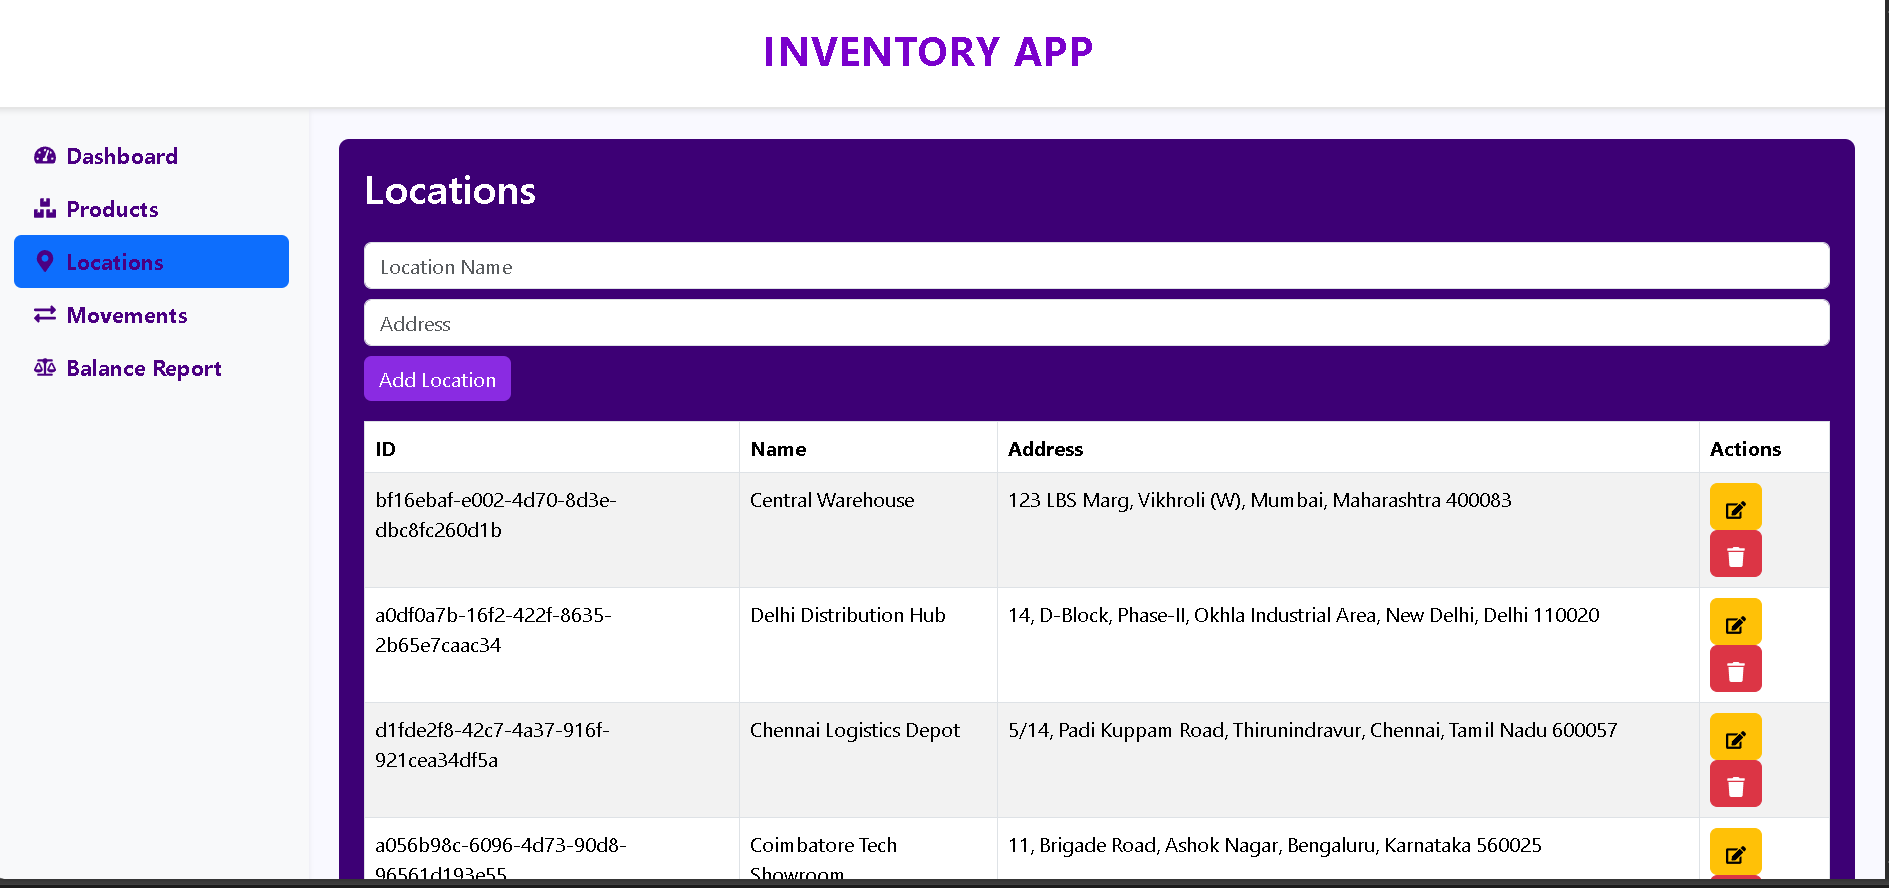 INVENTORY APP
Dashboard
Products
Locations
Movements
Balance Report
Locations
Location Name
Address
Add Location
ID Name Address Actions
bf16ebaf-e002-4d70-8d3e- Central Warehouse 123 LBS Marg, Vikhroli (W), Mumbai, Maharashtra 400083
dbc8fc260d1b
a0df0a7b-16f2-422f-8635- Delhi Distribution Hub 14, D-Block, Phase-II, Okhla Industrial Area, New Delhi, Delhi 110020
2b65e7caac34
d1fde2f8-42c7-4a37-916f- Chennai Logistics Depot 5/14, Padi Kuppam Road, Thirunindravur, Chennai, Tamil Nadu 600057
921cea34df5a
a056b98c-6096-4d73-90d8- Coimbatore Tech 11, Brigade Road, Ashok Nagar, Bengaluru, Karnataka 560025
96561d193e55 Showroom